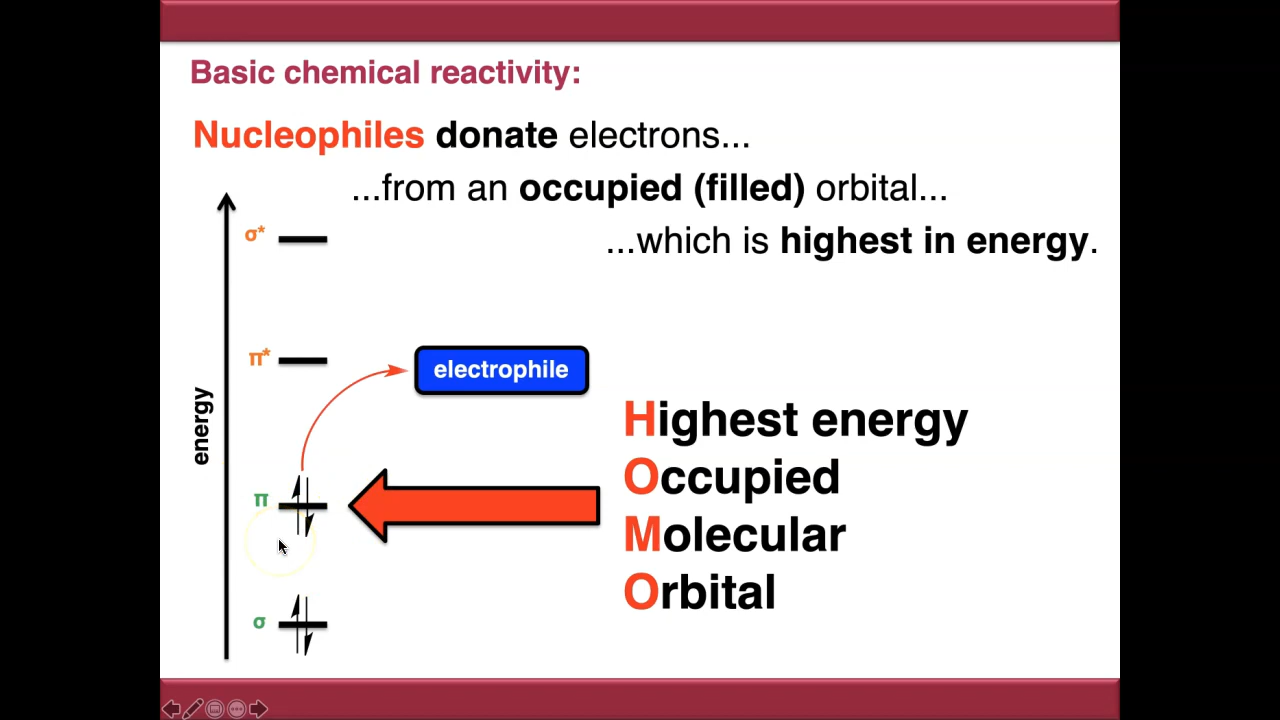 Basic chemical reactivity:
Nucleophiles donate electrons...
...from an occupied (filled) orbital...
...which is highest in energy.
σ*
π*
electrophile
energy
Highest energy
Occupied
Molecular
Orbital
π
σ